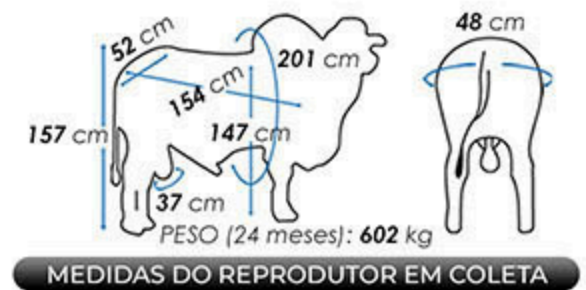 52 cm
48 cm
201 cm
154 cm
157 cm
147 cm
37 cm
PESO (24 meses): 602 kg
MEDIDAS DO REPRODUTOR EM COLETA